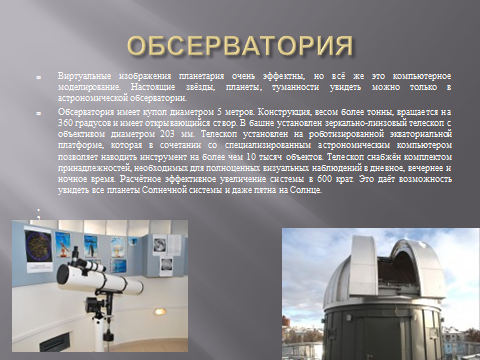 ОБСЕРВАТОРИЯ
Виртуальные изображения планетария очень эффектны, но всё же это компьютерное
моделирование. Настоящие звёзды, планеты, туманности увидеть можно только в
астрономической обсерватории.
Обсерватория имеет купол диаметром 5 метров. Конструкция, весом более тонны, вращается на
360 градусов и имеет открывающийся створ. В башне установлен зеркально-линзовый телескоп с
объективом диаметром 203 мм. Телескоп установлен на роботизированной экваториальной
платформе, которая в сочетании со специализированным астрономическим компьютером
позволяет наводить инструмент на более чем 10 тысяч объектов. Телескоп снабжён комплектом
принадлежностей, необходимых для полноценных визуальных наблюдений в дневное, вечернее и
ночное время. Расчётное эффективное увеличение системы в 600 крат. Это даёт возможность
увидеть все планеты Солнечной системы и даже пятна на Солнце.